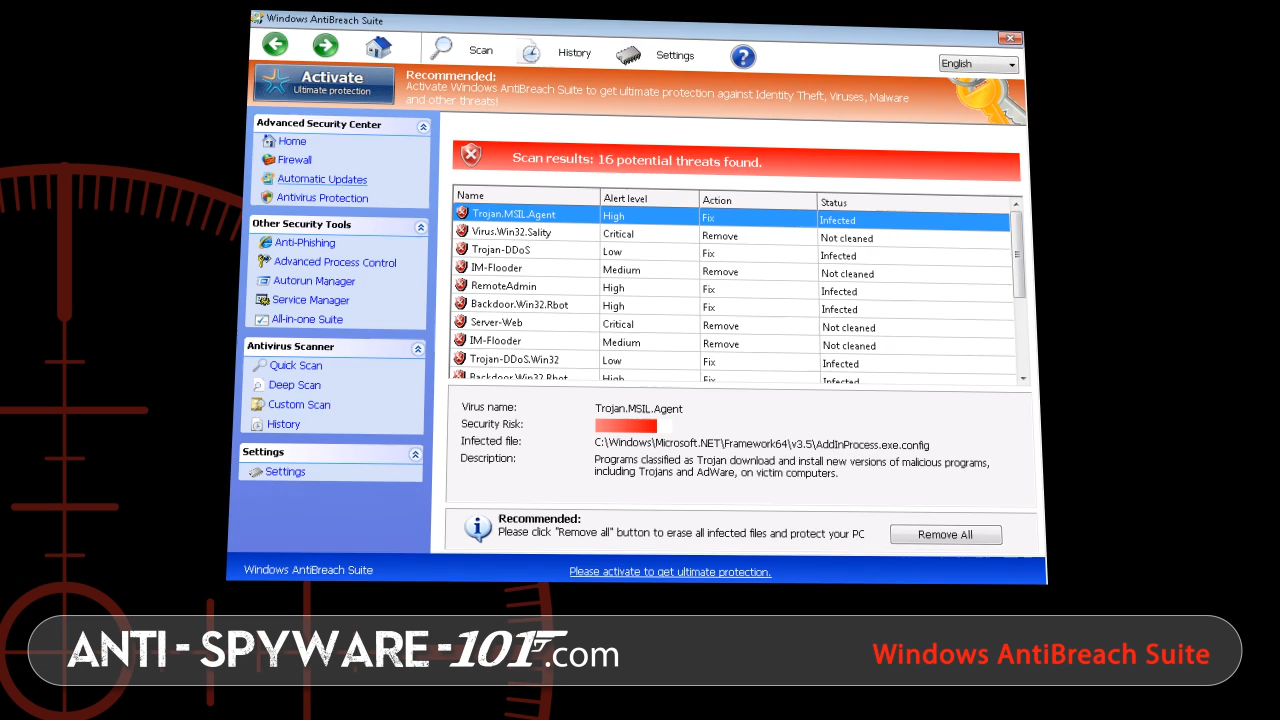 Windows AntiBreach Suite
Scan
History
Settings
?
English
Activate
Ultimate protection
Recommended:
Activate Windows AntiBreach Suite to get ultimate protection against Identity Theft, Viruses, Malware
and other threats!
Advanced Security Center
Home
Firewall
Automatic Updates
Antivirus Protection
Other Security Tools
Anti-Phishing
Advanced Process Control
Autorun Manager
Service Manager
All-in-one Suite
Antivirus Scanner
Quick Scan
Deep Scan
Custom Scan
History
Settings
Settings
Scan results: 16 potential threats found.
Name Alert level Action Status
Trojan.MSIL.Agent High Fix Infected
Virus.Win32.Sality Critical Remove Not cleaned
Trojan-DDoS Low Fix Infected
IM-Flooder Medium Remove Not cleaned
RemoteAdmin High Fix Infected
Backdoor.Win32.Rbot High Fix Infected
Server-Web Critical Remove Not cleaned
IM-Flooder Medium Remove Not cleaned
Trojan-DDoS.Win32 Low Fix Infected
Backdoor.Win32.Rbot High Fix Infected
Virus name: Trojan.MSIL.Agent
Security Risk:
Infected file: C:\Windows\Microsoft.NET\Framework64\v3.5\AddInProcess.exe.config
Description: Programs classified as Trojan download and install new versions of malicious programs,
including Trojans and AdWare, on victim computers.
Recommended:
Please click "Remove all" button to erase all infected files and protect your PC
Remove All
Windows AntiBreach Suite
Please activate to get ultimate protection.
ANTI-SPYWARE-101.com
Windows AntiBreach Suite